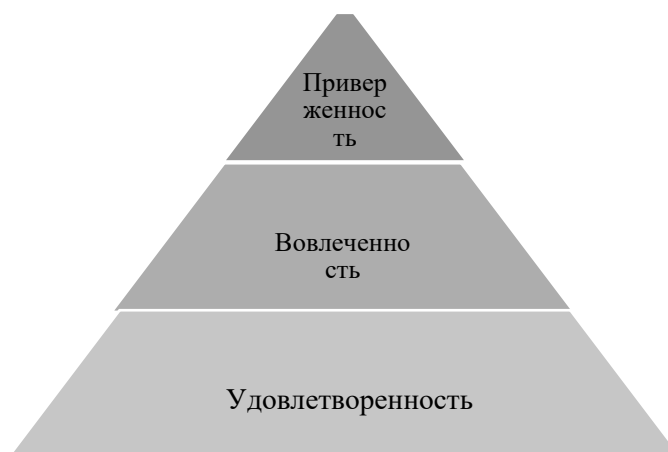 Привер
женнос
ть
Вовлеченно
сть
Удовлетворенность